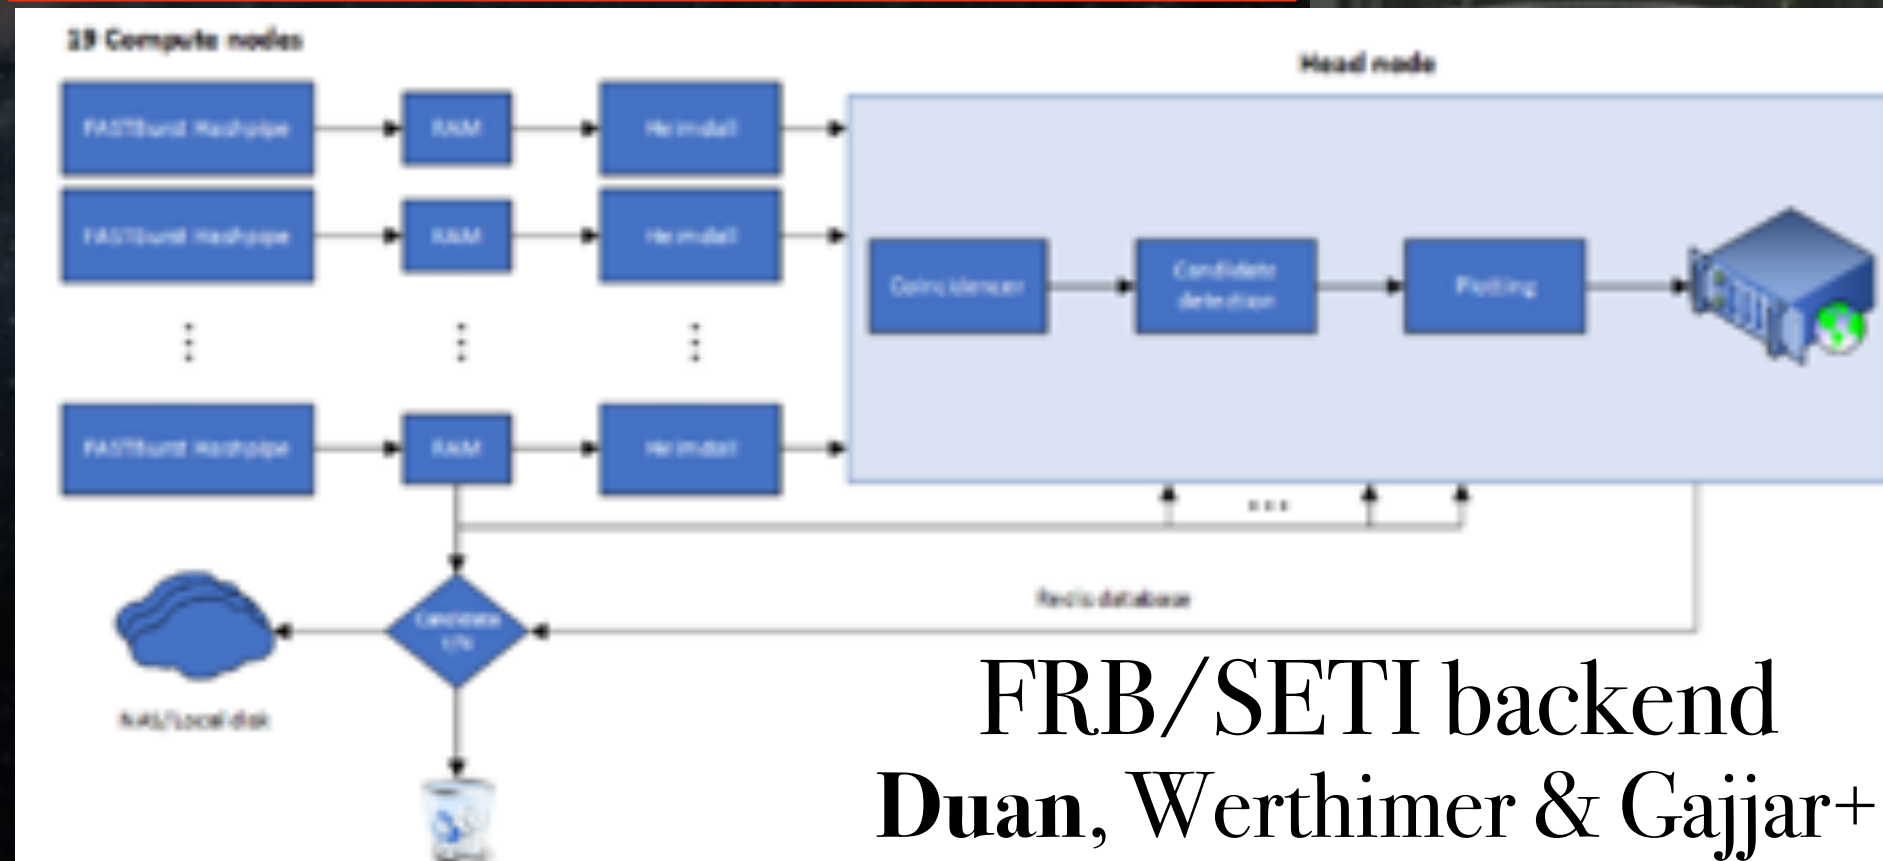 19 Compute nodes
Head node
FASTBurst Hashpipe
RAM
Heimdall
FASTBurst Hashpipe
RAM
Heimdall
Coincidencer
Candidate
detection
Plotting
FASTBurst Hashpipe
RAM
Heimdall
...
Redis database
Candidate
Y/N
NAS/Local disk
FRB/SETI backend
Duan, Werthimer & Gajjar+